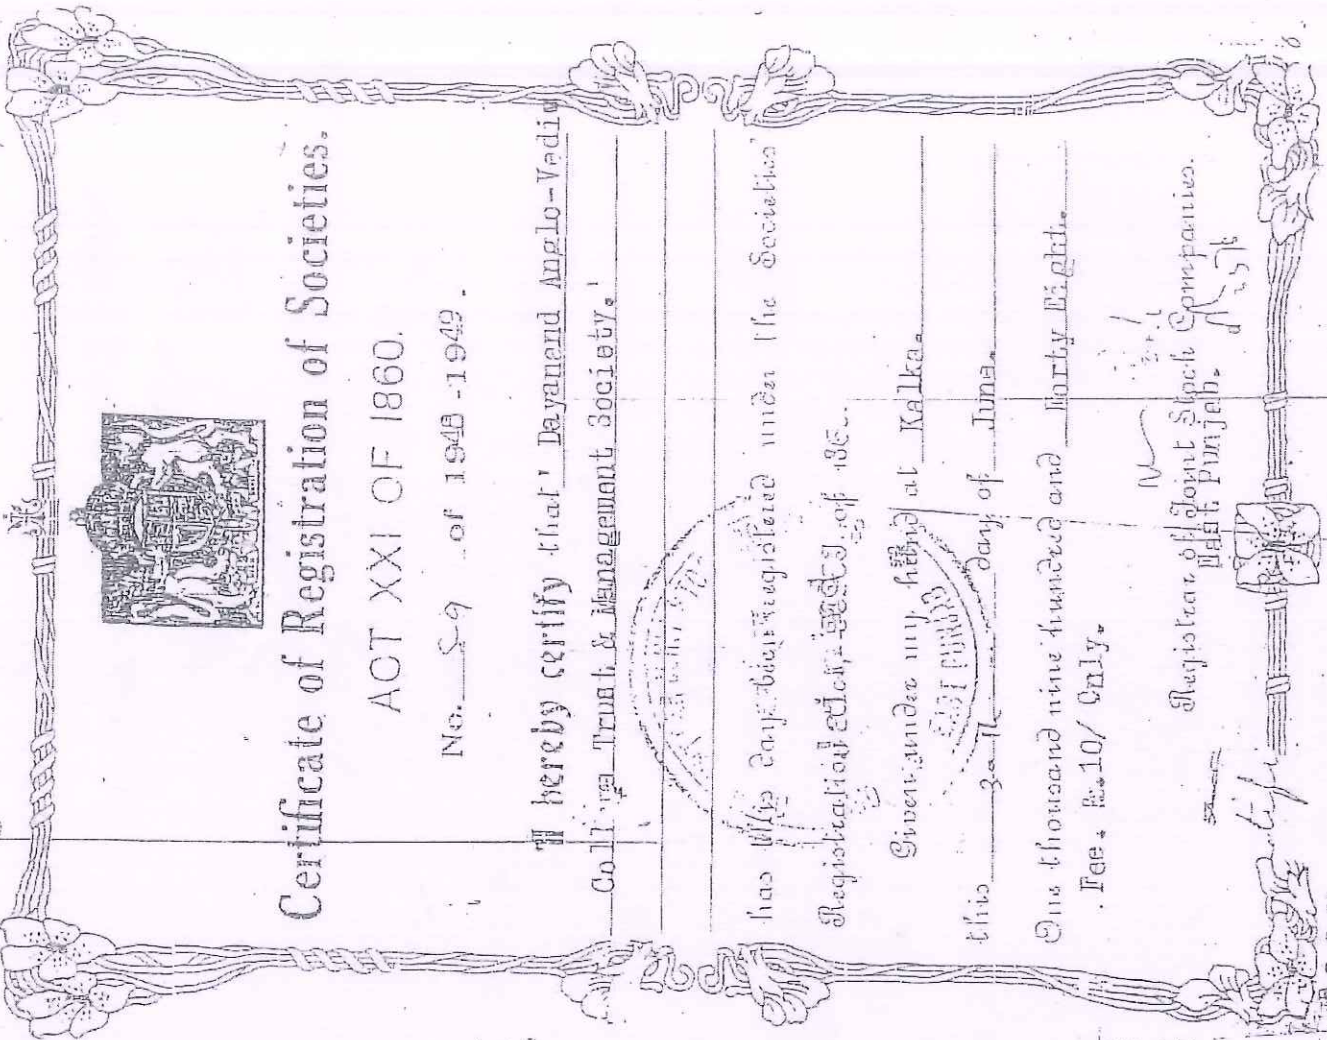 Certificate of Registration of Societies.
ACT XXI OF 1860.
No. 59 of 1948-1949.
I hereby certify that 'Dayanand Anglo-Vedic
College Trust & Management Society.'
has this day been registered under the Societies'
Registration Act, of 186
Given under my hand at Kalka.
this day of June
One thousand nine hundred and Forty Eight.
Fee. Rs.10/ Only.
Registrar of Joint Stock Companies.
East Punjab.
EAST PUNJAB